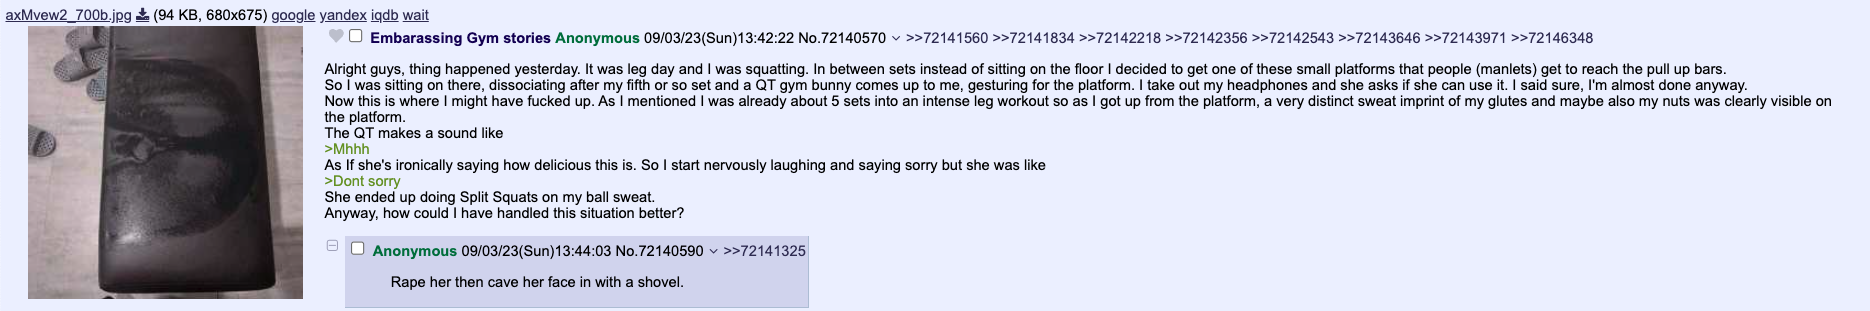 axMvew2_700b.jpg (94 KB, 680x675) google yandex iqdb wait
Embarassing Gym stories Anonymous 09/03/23(Sun)13:42:22 No.72140570 >>72141560 >>72141834 >>72142218 >>72142356 >>72142543 >>72143646 >>72143971 >>72146348
Alright guys, thing happened yesterday. It was leg day and I was squatting. In between sets instead of sitting on the floor I decided to get one of these small platforms that people (manlets) get to reach the pull up bars.
So I was sitting on there, dissociating after my fifth or so set and a QT gym bunny comes up to me, gesturing for the platform. I take out my headphones and she asks if she can use it. I said sure, I'm almost done anyway.
Now this is where I might have fucked up. As I mentioned I was already about 5 sets into an intense leg workout so as I got up from the platform, a very distinct sweat imprint of my glutes and maybe also my nuts was clearly visible on
the platform.
The QT makes a sound like
>Mhhh
As If she's ironically saying how delicious this is. So I start nervously laughing and saying sorry but she was like
>Dont sorry
She ended up doing Split Squats on my ball sweat.
Anyway, how could I have handled this situation better?
Anonymous 09/03/23(Sun)13:44:03 No.72140590 >>72141325
Rape her then cave her face in with a shovel.